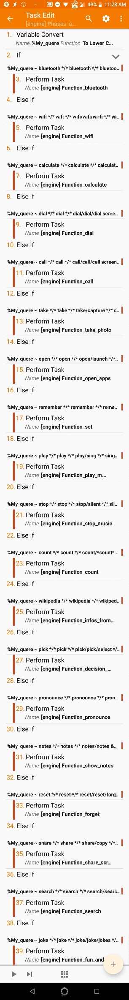 49% 11:28 AM
Task Edit
[engine] Phases_a...
1. Variable Convert
Name %My_quere Function To Lower C...
2. If
%My_quere ~ bluetooth */* bluetooth */* bluetoo..
3. Perform Task
Name [engine] Function_bluetooth
4. Else If
%My_quere ~ wifi */* wifi */* wifi/wifi/wi-fi */* wi..
5. Perform Task
Name [engine] Function_wifi
6. Else If
%My_quere ~ calculate */* calculate */* calculat..
7. Perform Task
Name [engine] Function_calculate
8. Else If
%My_quere ~ dial */* dial */* dial/dial/dial scree..
9. Perform Task
Name [engine] Function_dial
10. Else If
%My_quere ~ call */* call */* call/call/call screen..
11. Perform Task
Name [engine] Function_call
12. Else If
%My_quere ~ take */* take */* take/capture */* c..
13. Perform Task
Name [engine] Function_take_photo
14. Else If
%My_quere ~ open */* open */* open/launch */*..
15. Perform Task
Name [engine] Function_open_apps
16. Else If
%My_quere ~ remember */* remember */* reme..
17. Perform Task
Name [engine] Function_set
18. Else If
%My_quere ~ play */* play */* play/sing */* sing..
19. Perform Task
Name [engine] Function_play_m...
20. Else If
%My_quere ~ stop */* stop */* stop/silent */* sil..
21. Perform Task
Name [engine] Function_stop_music
22. Else If
%My_quere ~ count */* count */* count/*count*..
23. Perform Task
Name [engine] Function_count
24. Else If
%My_quere ~ wikipedia */* wikipedia */* wikiped..
25. Perform Task
Name [engine] Function_infos_from...
26. Else If
%My_quere ~ pick */* pick */* pick/pick/select */..
27. Perform Task
Name [engine] Function_decision_...
28. Else If
%My_quere ~ pronounce */* pronounce */* pron..
29. Perform Task
Name [engine] Function_pronounce
30. Else If
%My_quere ~ notes */* notes */* notes/notes &..
31. Perform Task
Name [engine] Function_show_notes
32. Else If
%My_quere ~ reset */* reset */* reset/reset/forg..
33. Perform Task
Name [engine] Function_forget
34. Else If
%My_quere ~ share */* share */* share/copy */*..
35. Perform Task
Name [engine] Function_share_scr...
36. Else If
%My_quere ~ search */* search */* search/searc..
37. Perform Task
Name [engine] Function_search
38. Else If
%My_quere ~ joke */* joke */* joke/joke/jokes */..
39. Perform Task
Name [engine] Function_fun_and